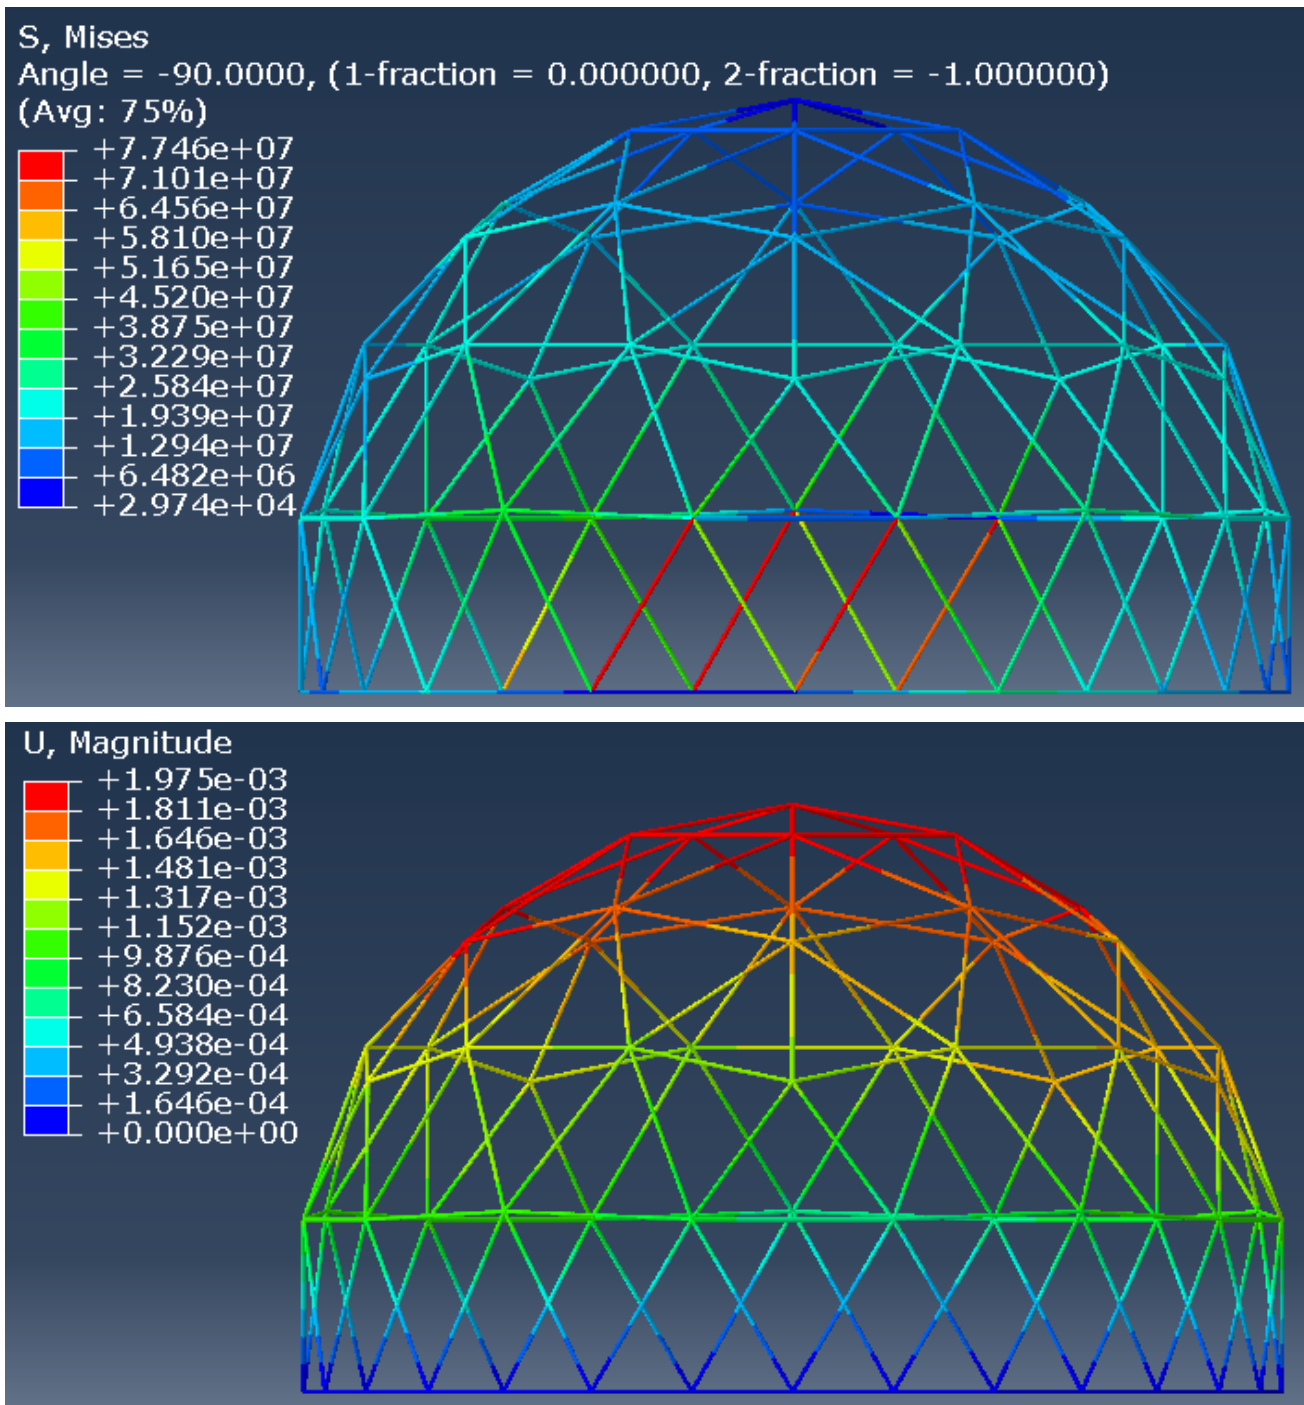 S, Mises
Angle = -90.0000, (1-fraction = 0.000000, 2-fraction = -1.000000)
(Avg: 75%)
+7.746e+07
+7.101e+07
+6.456e+07
+5.810e+07
+5.165e+07
+4.520e+07
+3.875e+07
+3.229e+07
+2.584e+07
+1.939e+07
+1.294e+07
+6.482e+06
+2.974e+04
U, Magnitude
+1.975e-03
+1.811e-03
+1.646e-03
+1.481e-03
+1.317e-03
+1.152e-03
+9.876e-04
+8.230e-04
+6.584e-04
+4.938e-04
+3.292e-04
+1.646e-04
+0.000e+00